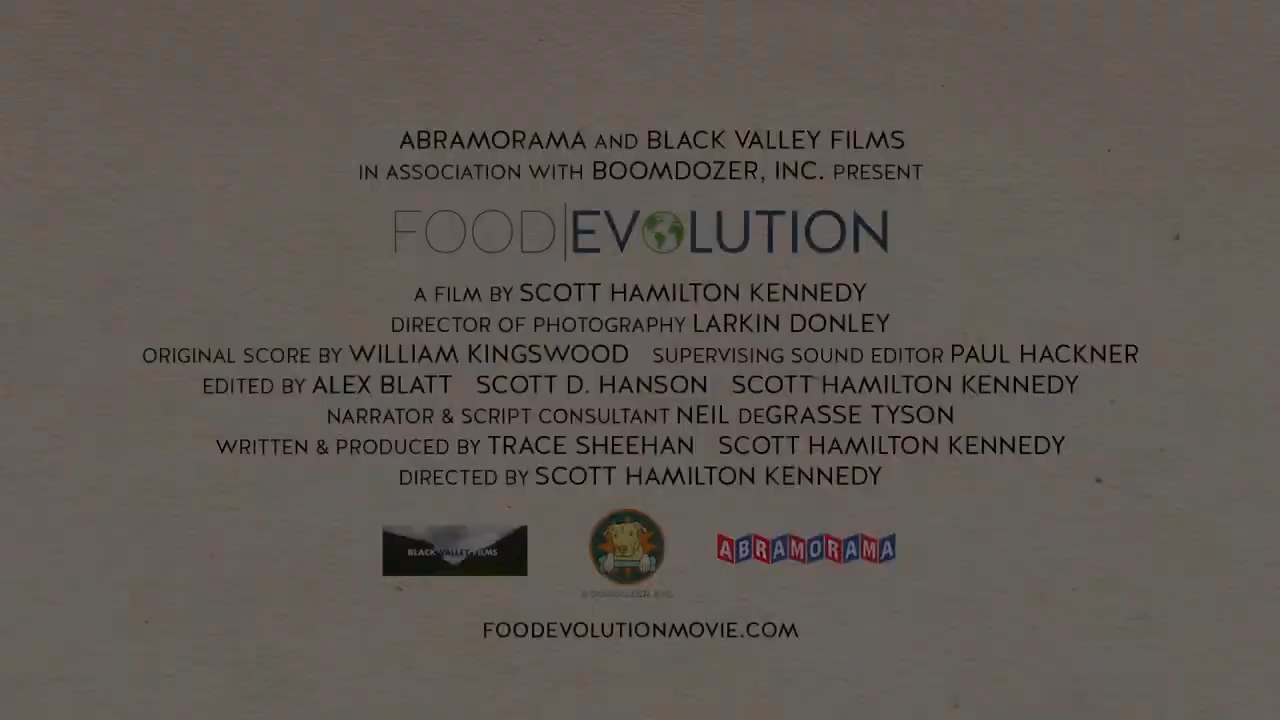 ABRAMORAMA AND BLACK VALLEY FILMS
IN ASSOCIATION WITH BOOMDOZER, INC. PRESENT
FOOD|EVOLUTION
A FILM BY SCOTT HAMILTON KENNEDY
DIRECTOR OF PHOTOGRAPHY LARKIN DONLEY
ORIGINAL SCORE BY WILLIAM KINGSWOOD SUPERVISING SOUND EDITOR PAUL HACKNER
EDITED BY ALEX BLATT SCOTT D. HANSON SCOTT HAMILTON KENNEDY
NARRATOR & SCRIPT CONSULTANT NEIL DEGRASSE TYSON
WRITTEN & PRODUCED BY TRACE SHEEHAN SCOTT HAMILTON KENNEDY
DIRECTED BY SCOTT HAMILTON KENNEDY
BLACK VALLEY FILMS
ABRAMORAMA
BOOMDOZER, INC.
FOODEVOLUTIONMOVIE.COM